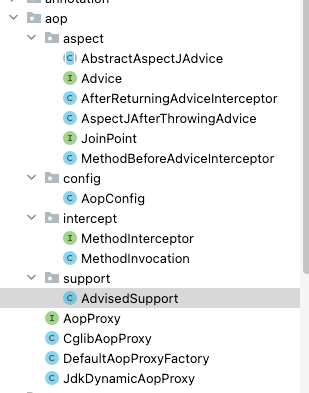 annotation
aop
aspect
AbstractAspectJAdvice
Advice
AfterReturningAdviceInterceptor
AspectJAfterThrowingAdvice
JoinPoint
MethodBeforeAdviceInterceptor
config
AopConfig
intercept
MethodInterceptor
MethodInvocation
support
AdvisedSupport
AopProxy
CglibAopProxy
DefaultAopProxyFactory
JdkDynamicAopProxy